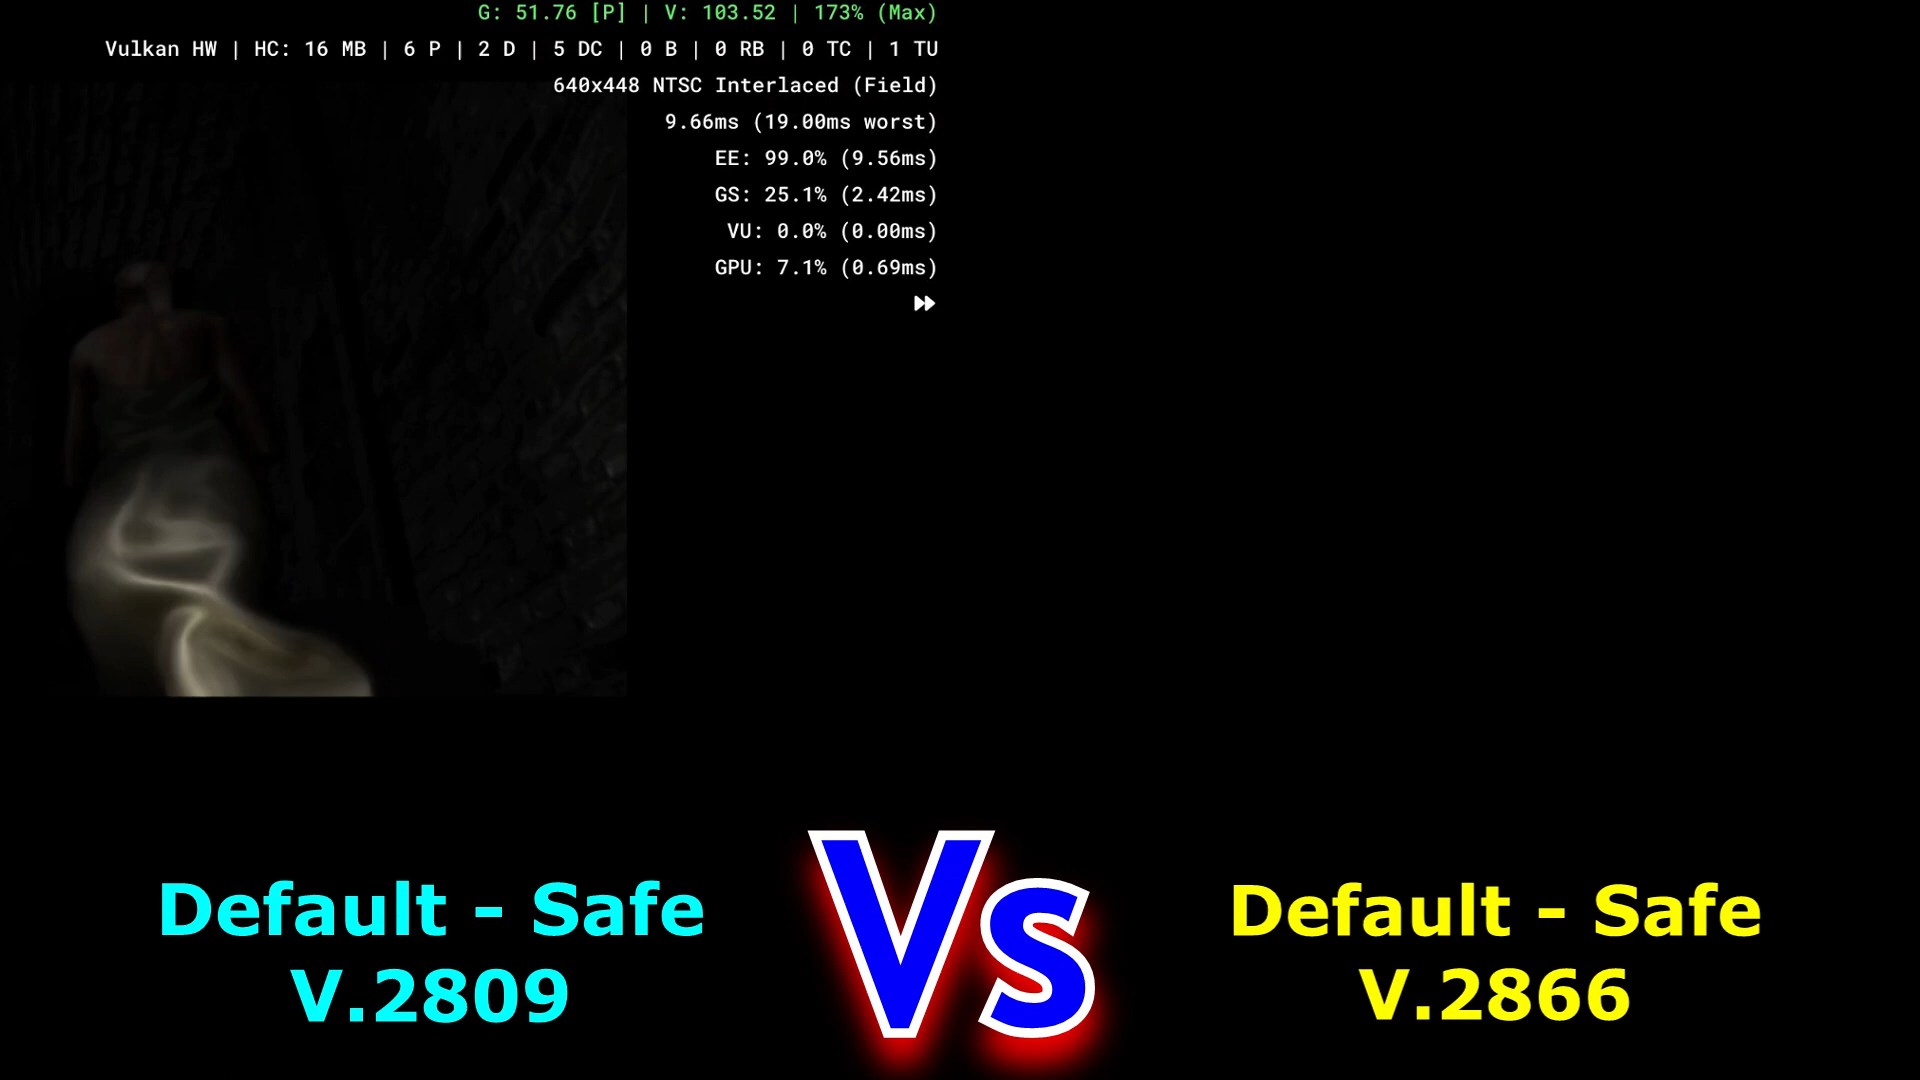 G: 51.76 [P] | V: 103.52 | 173% (Max)
Vulkan HW | HC: 16 MB | 6 P | 2 D | 5 DC | 0 B | 0 RB | 0 TC | 1 TU
640x448 NTSC Interlaced (Field)
9.66ms (19.00ms worst)
EE: 99.0% (9.56ms)
GS: 25.1% (2.42ms)
VU: 0.0% (0.00ms)
GPU: 7.1% (0.69ms)
Default - Safe
V.2809
Vs
Default - Safe
V.2866